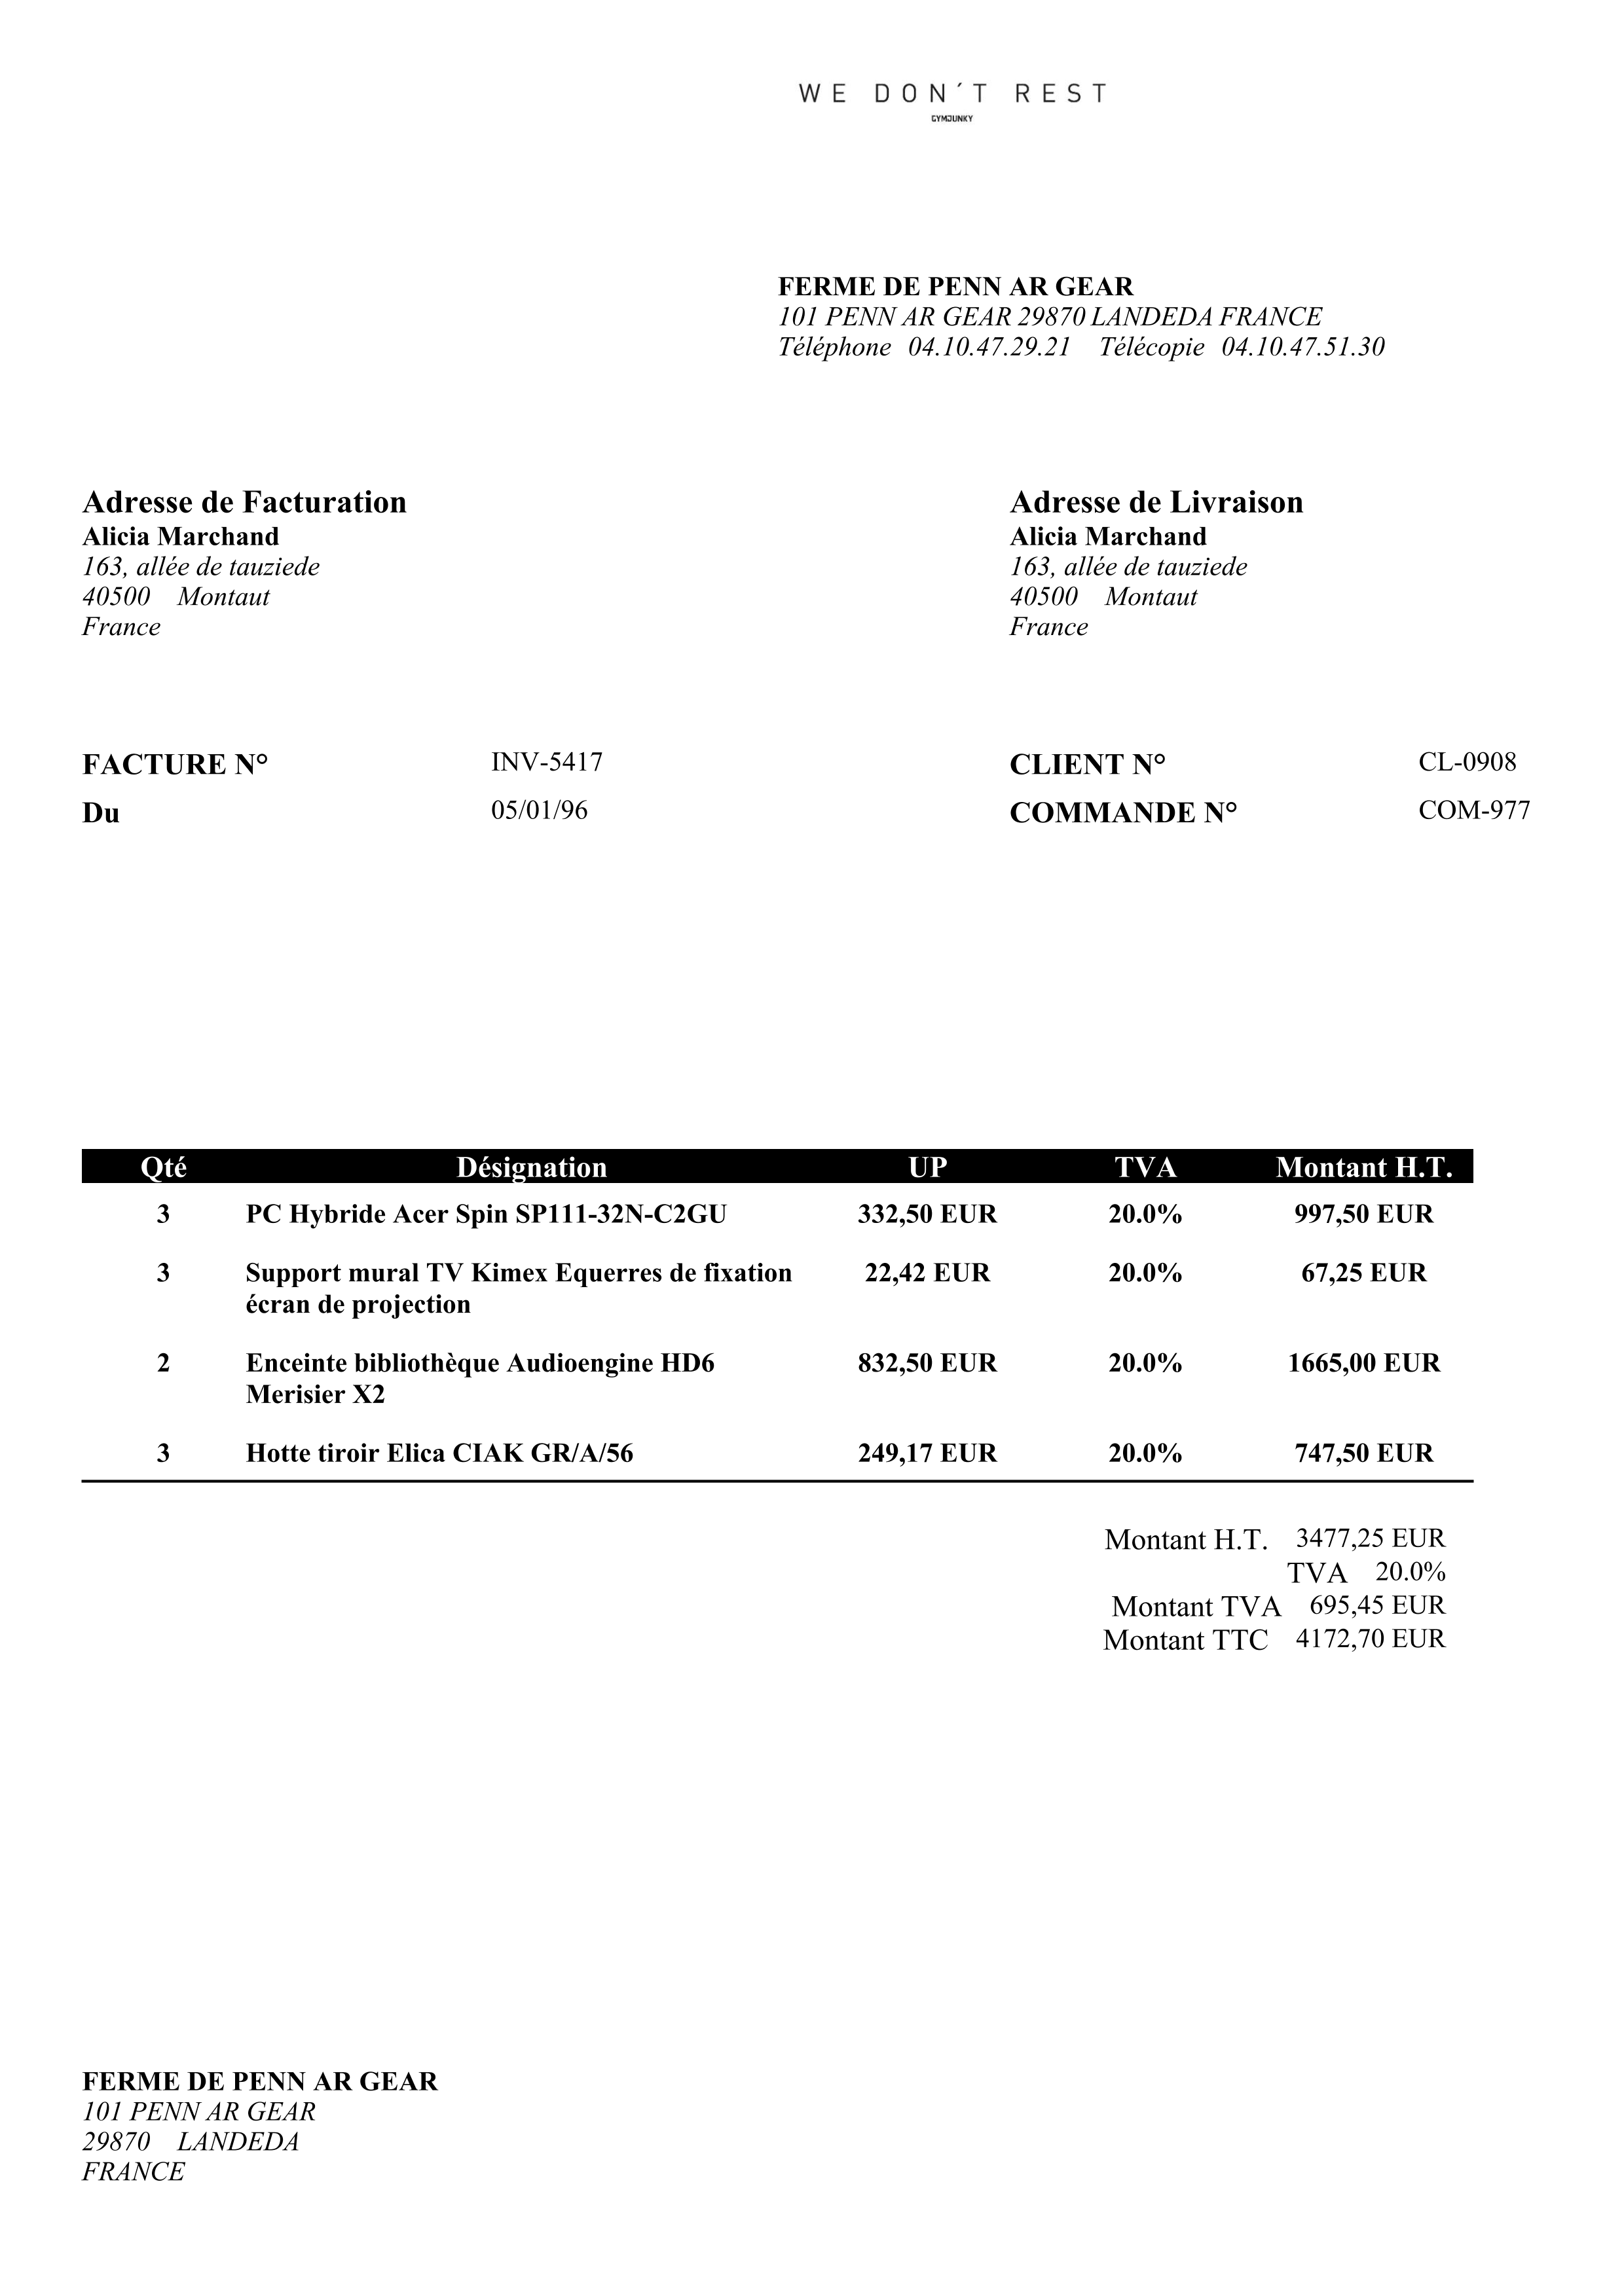 WE DON´T REST
GYMJUNKY
FERME DE PENN AR GEAR
101 PENN AR GEAR 29870 LANDEDA FRANCE
Téléphone 04.10.47.29.21 Télécopie 04.10.47.51.30
Adresse de Facturation
Alicia Marchand
163, allée de tauziede
40500 Montaut
France
Adresse de Livraison
Alicia Marchand
163, allée de tauziede
40500 Montaut
France
FACTURE N° INV-5417
Du 05/01/96
CLIENT N° CL-0908
COMMANDE N° COM-977
Qté Désignation UP TVA Montant H.T.
3 PC Hybride Acer Spin SP111-32N-C2GU 332,50 EUR 20.0% 997,50 EUR
3 Support mural TV Kimex Equerres de fixation 22,42 EUR 20.0% 67,25 EUR
écran de projection
2 Enceinte bibliothèque Audioengine HD6 832,50 EUR 20.0% 1665,00 EUR
Merisier X2
3 Hotte tiroir Elica CIAK GR/A/56 249,17 EUR 20.0% 747,50 EUR
Montant H.T. 3477,25 EUR
TVA 20.0%
Montant TVA 695,45 EUR
Montant TTC 4172,70 EUR
FERME DE PENN AR GEAR
101 PENN AR GEAR
29870 LANDEDA
FRANCE